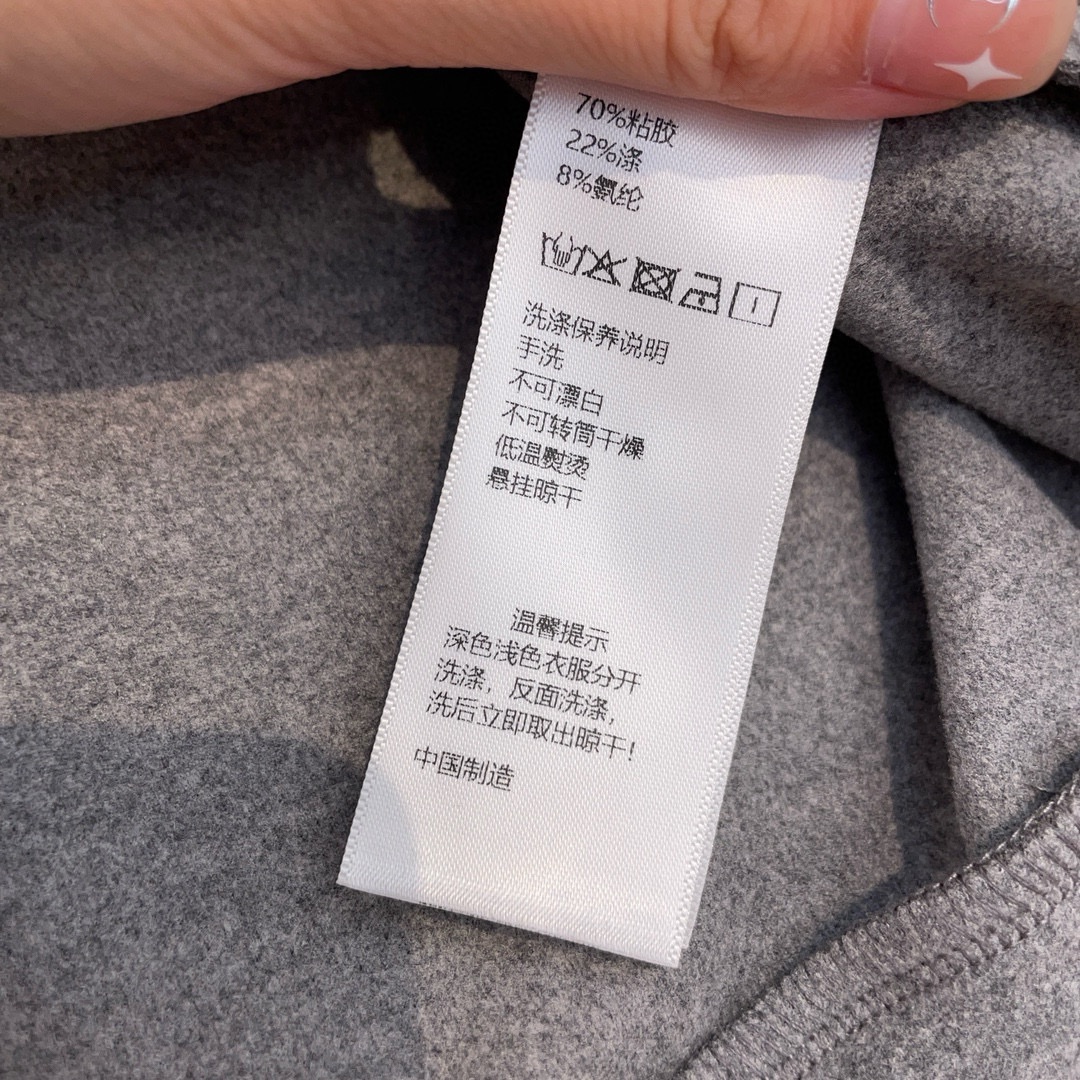 70%粘胶
22%涤
8%氨纶
洗涤保养说明
手洗
不可漂白
不可转筒干燥
低温熨烫
悬挂晾干
温馨提示
深色浅色衣服分开
洗涤，反面洗涤，
洗后立即取出晾干！
中国制造